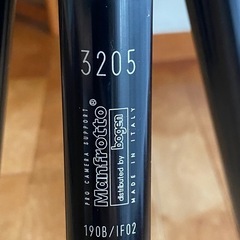 3205
PRO CAMERA SUPPORT
Manfrotto®
distributed by bogen
MADE IN ITALY
190B/IF02